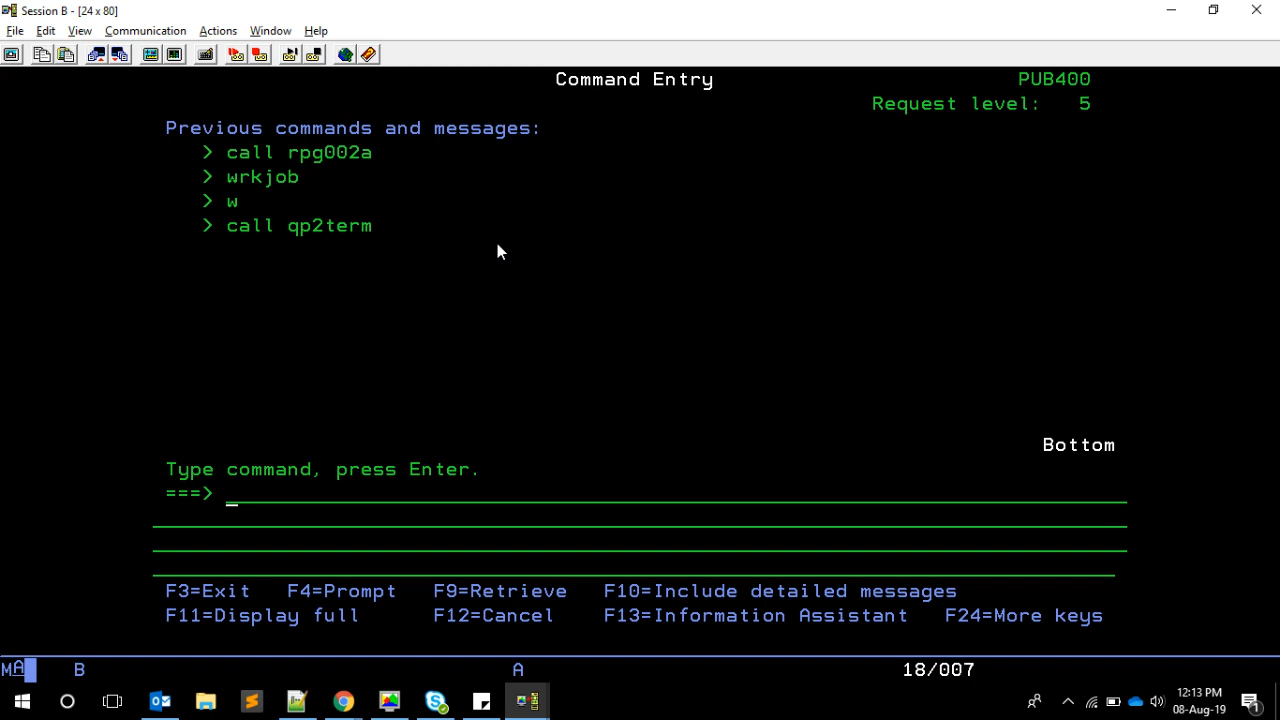 Session B - [24 x 80]
File Edit View Communication Actions Window Help
Command Entry PUB400
Request level: 5
Previous commands and messages:
> call rpg002a
> wrkjob
> w
> call qp2term
Bottom
Type command, press Enter.
===>
F3=Exit F4=Prompt F9=Retrieve F10=Include detailed messages
F11=Display full F12=Cancel F13=Information Assistant F24=More keys
MA B A 18/007
12:13 PM
08-Aug-19
1